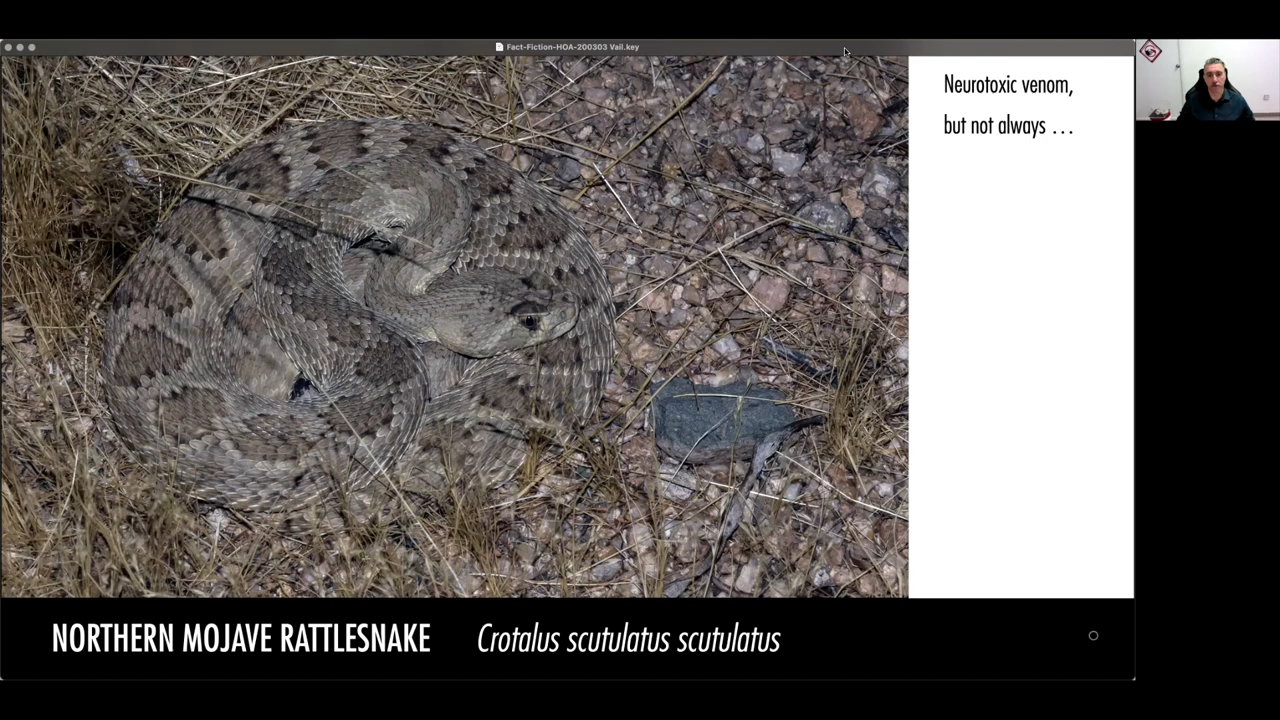 Fact-Fiction-HOA-200303 Vail.key
Neurotoxic venom,
but not always ...
NORTHERN MOJAVE RATTLESNAKE Crotalus scutulatus scutulatus